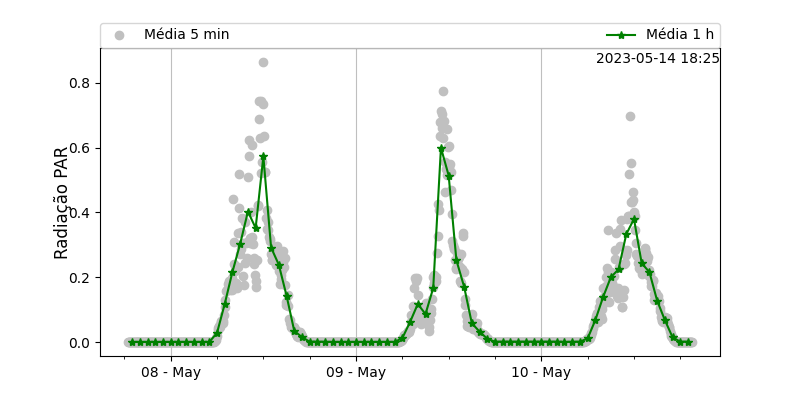 Média 5 min
Média 1 h
2023-05-14 18:25
Radiação PAR
0.8
0.6
0.4
0.2
0.0
08 - May
09 - May
10 - May